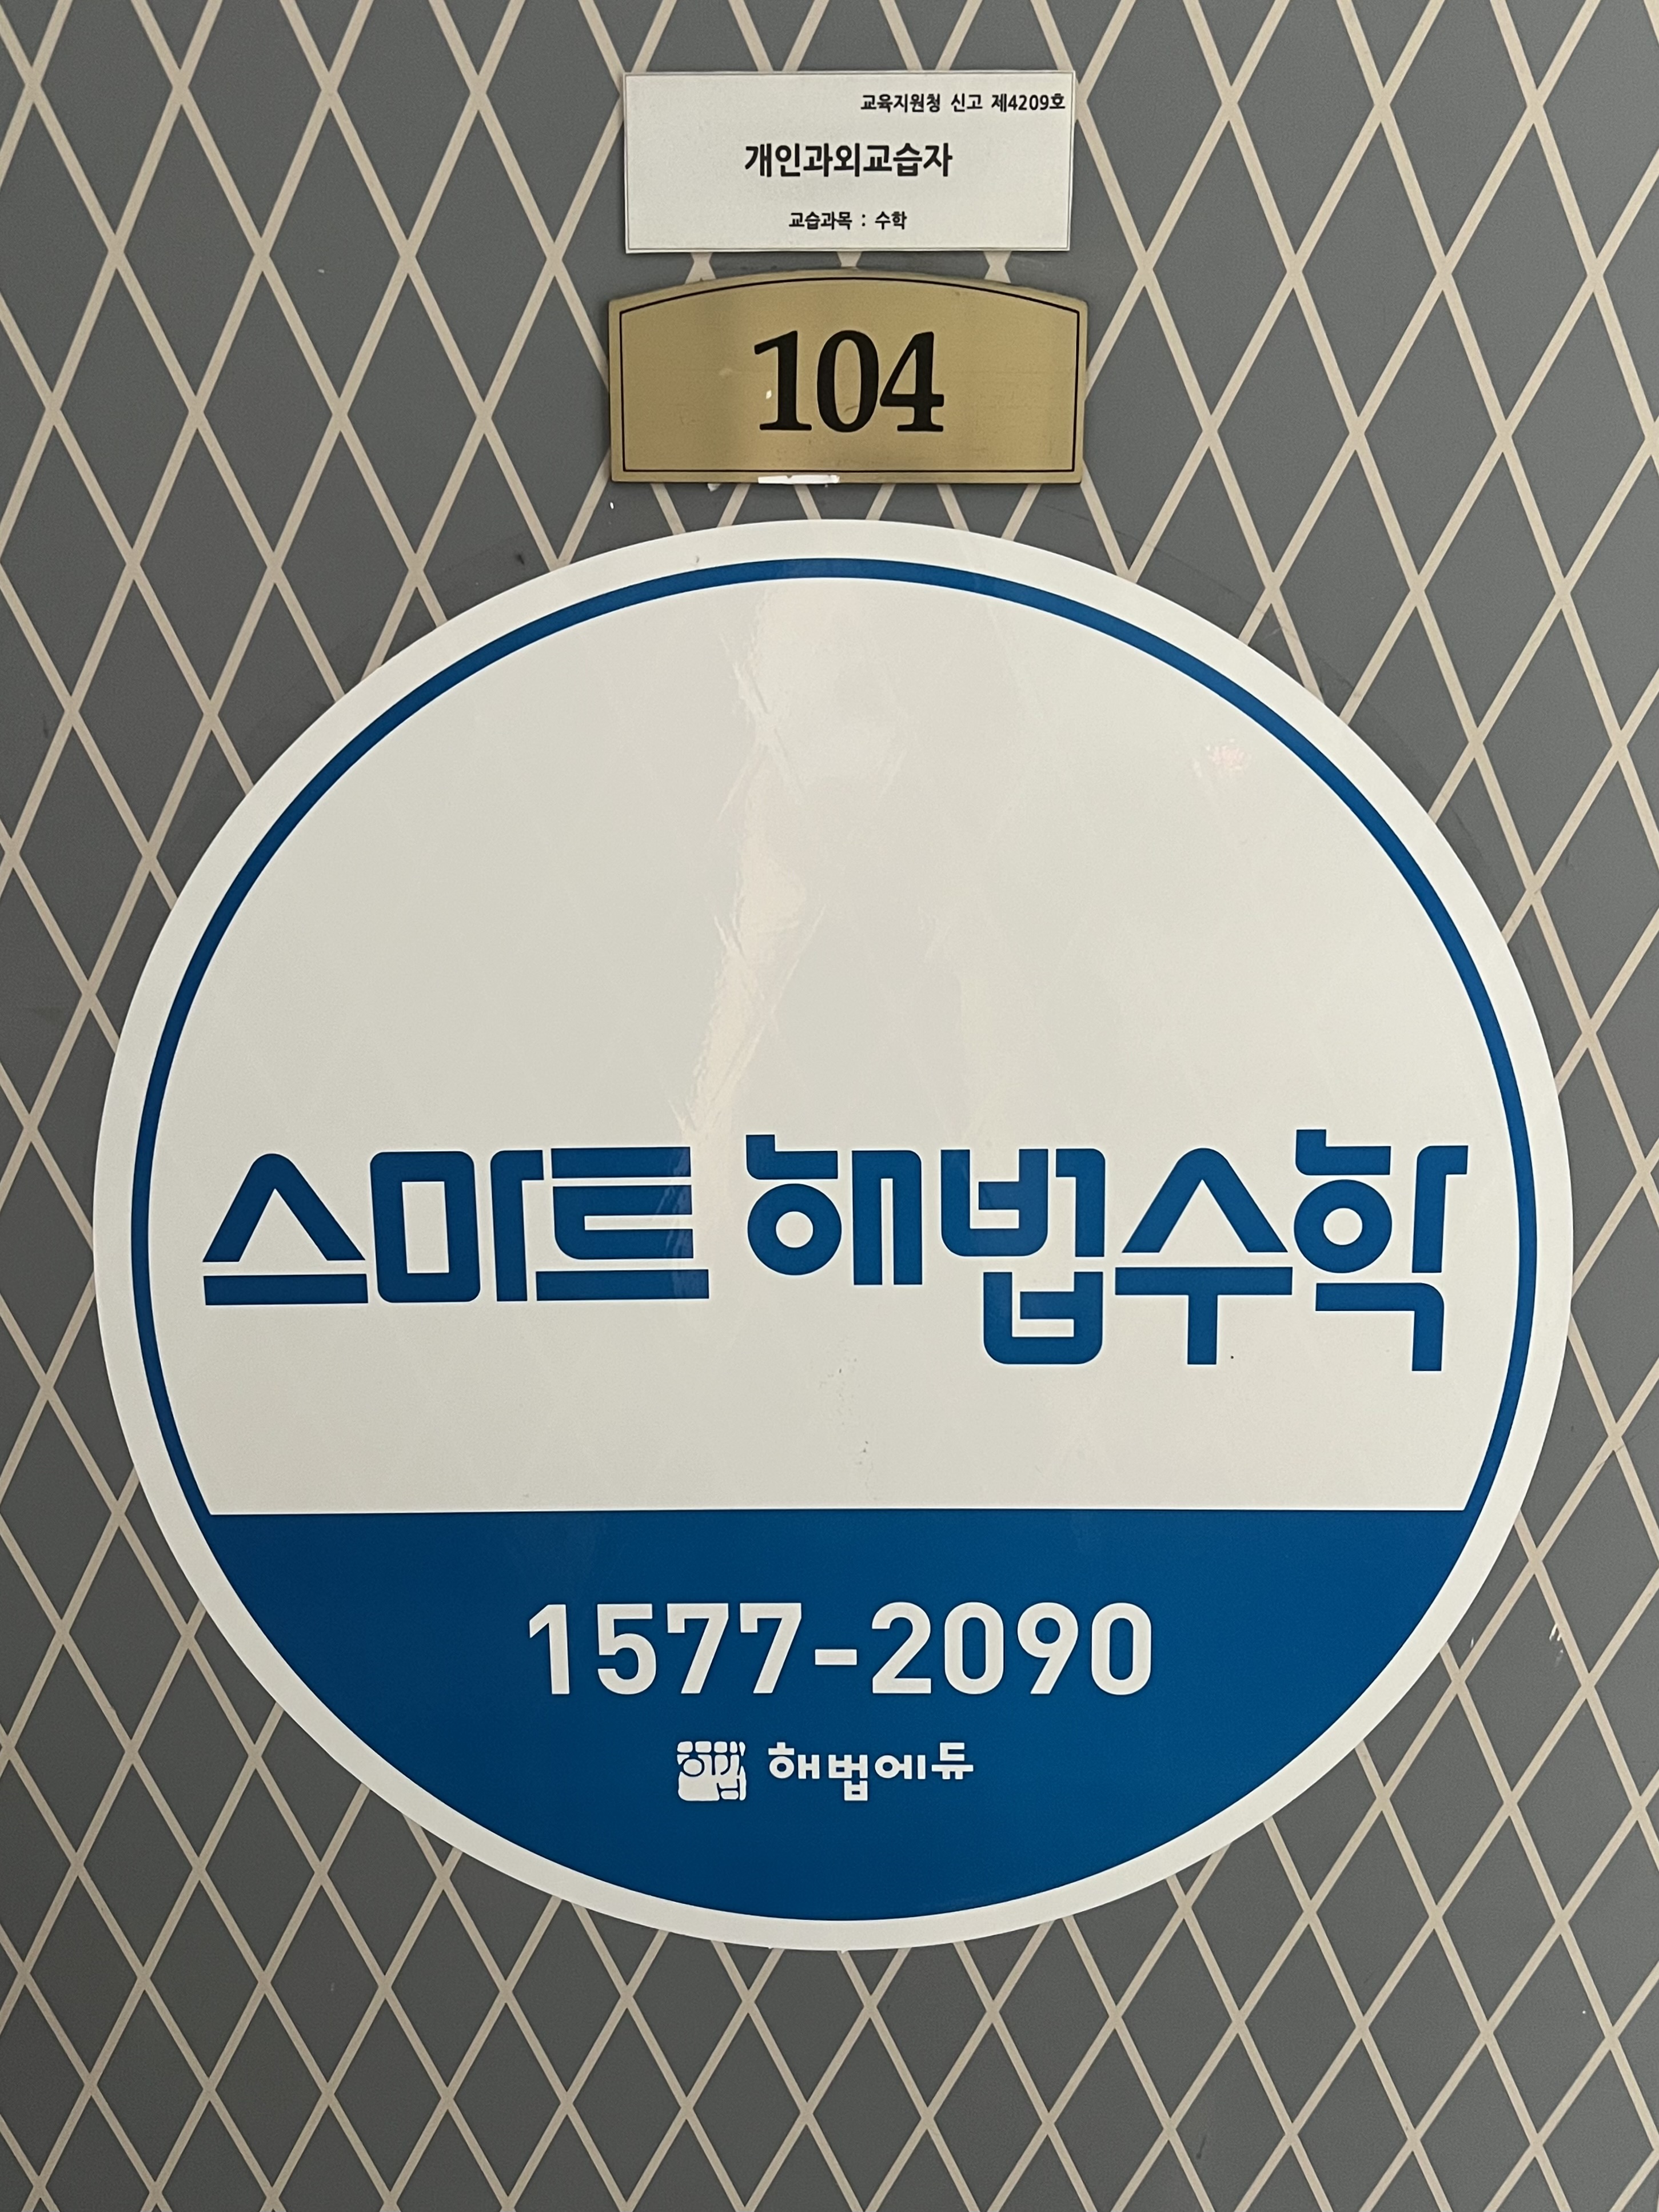 교육지원청 신고 제4209호
개인과외교습자
교습과목 : 수학
104
스마트 해법수학
1577-2090
해법에듀